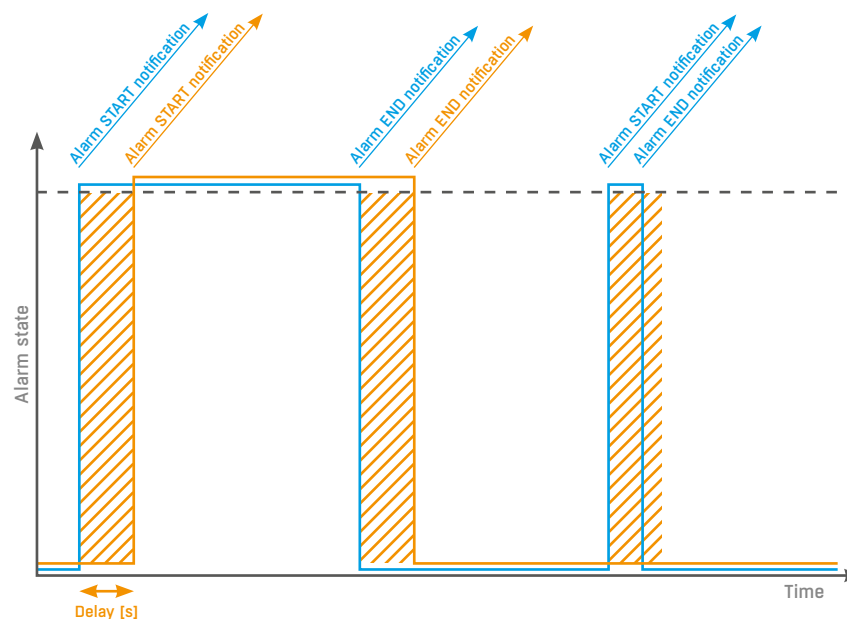 Alarm START notification
Alarm START notification
Alarm END notification
Alarm END notification
Alarm START notification
Alarm END notification
Alarm state
Time
Delay [s]